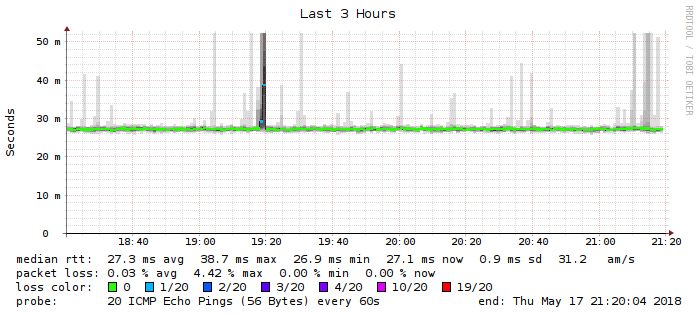 Last 3 Hours
RRDTOOL / TOBI OETIKER
Seconds
50 m
40 m
30 m
20 m
10 m
0
18:40 19:00 19:20 19:40 20:00 20:20 20:40 21:00 21:20
median rtt: 27.3 ms avg 38.7 ms max 26.9 ms min 27.1 ms now 0.9 ms sd 31.2 am/s
packet loss: 0.03 % avg 4.42 % max 0.00 % min 0.00 % now
loss color: 0 1/20 2/20 3/20 4/20 10/20 19/20
probe: 20 ICMP Echo Pings (56 Bytes) every 60s end: Thu May 17 21:20:04 2018